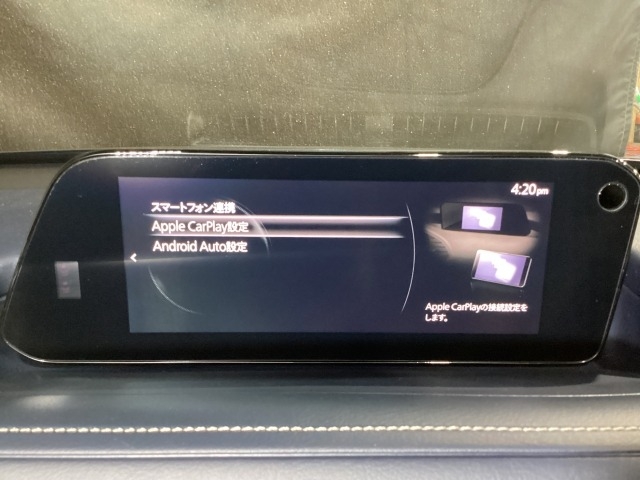 4:20pm
スマートフォン連携
Apple CarPlay設定
Android Auto設定
Apple CarPlayの接続設定を
します。